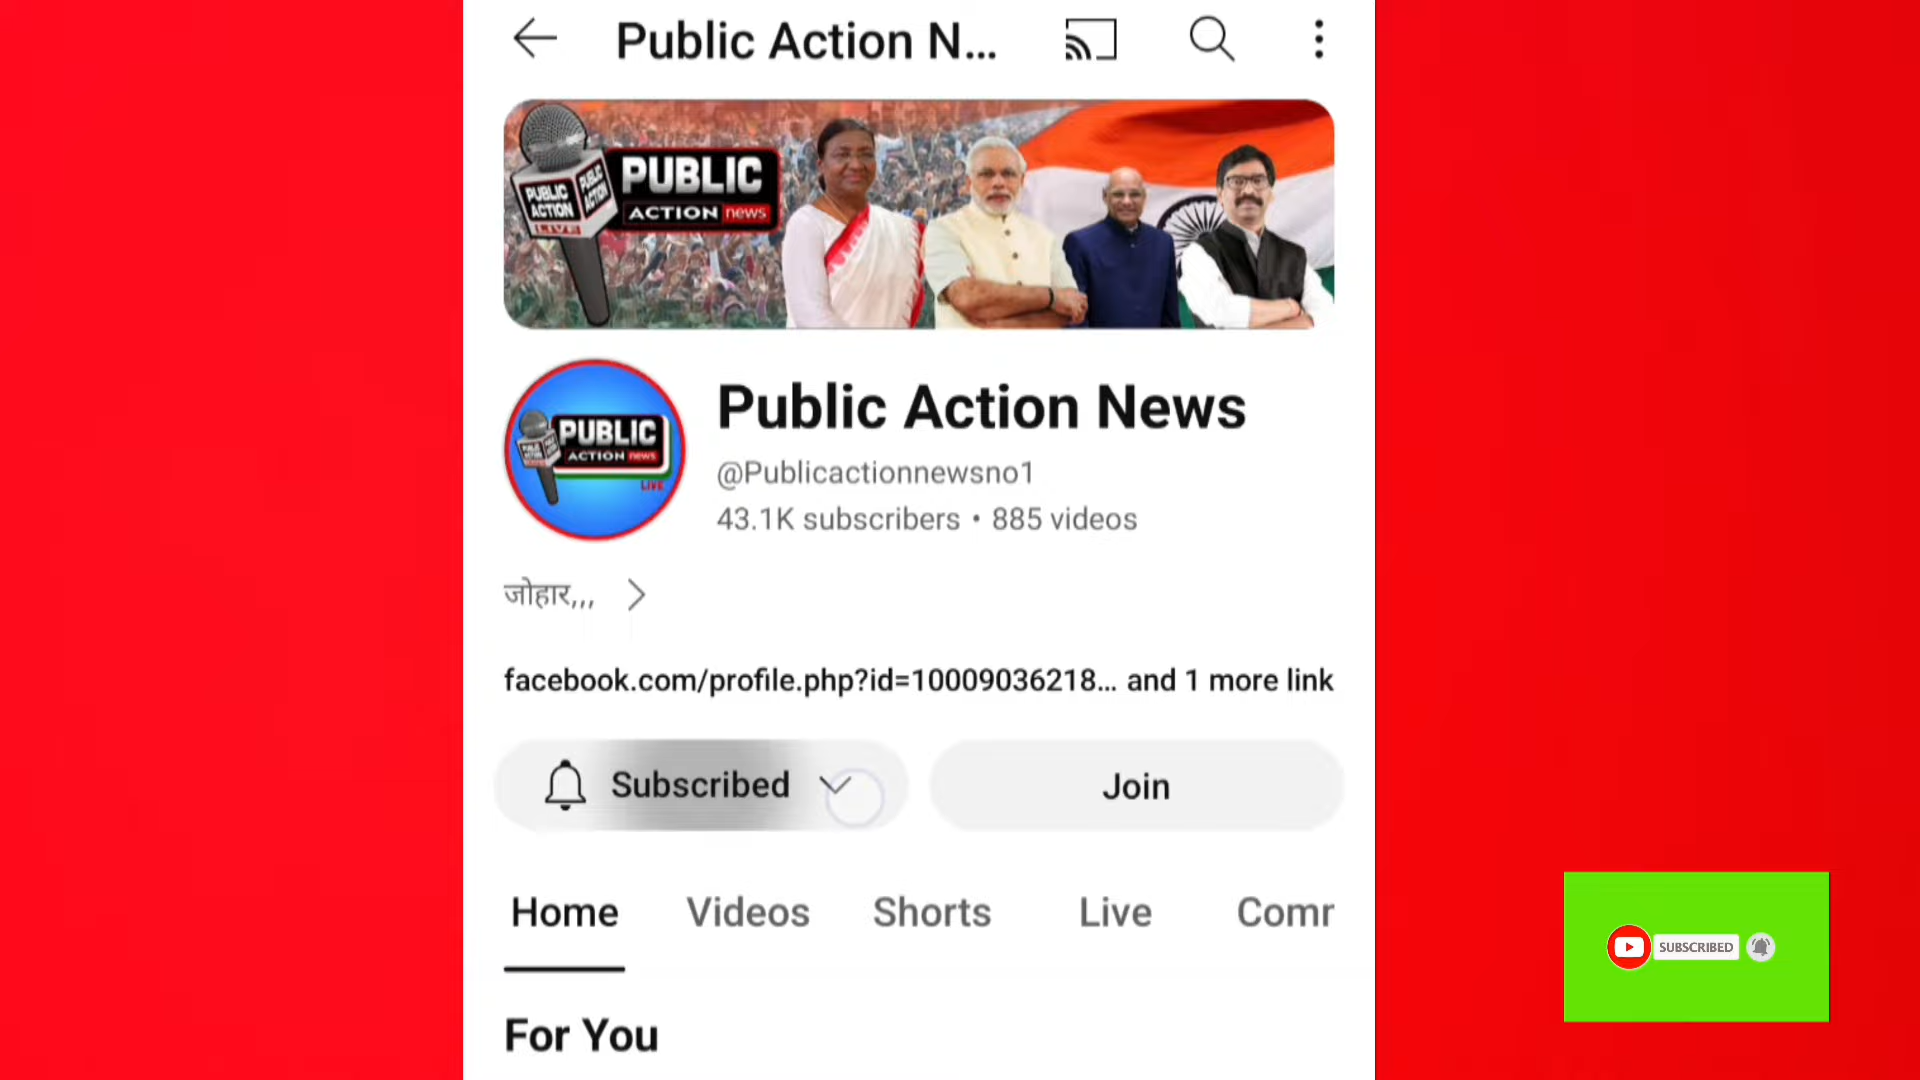 Public Action N...
PUBLIC
ACTION news
PUBLIC
ACTION
LIVE
PUBLIC
ACTION
Public Action News
@Publicactionnewsno1
43.1K subscribers • 885 videos
PUBLIC
ACTION news
LIVE
जोहार,,,
facebook.com/profile.php?id=10009036218... and 1 more link
Subscribed
Join
Home Videos Shorts Live Comr
SUBSCRIBED
For You